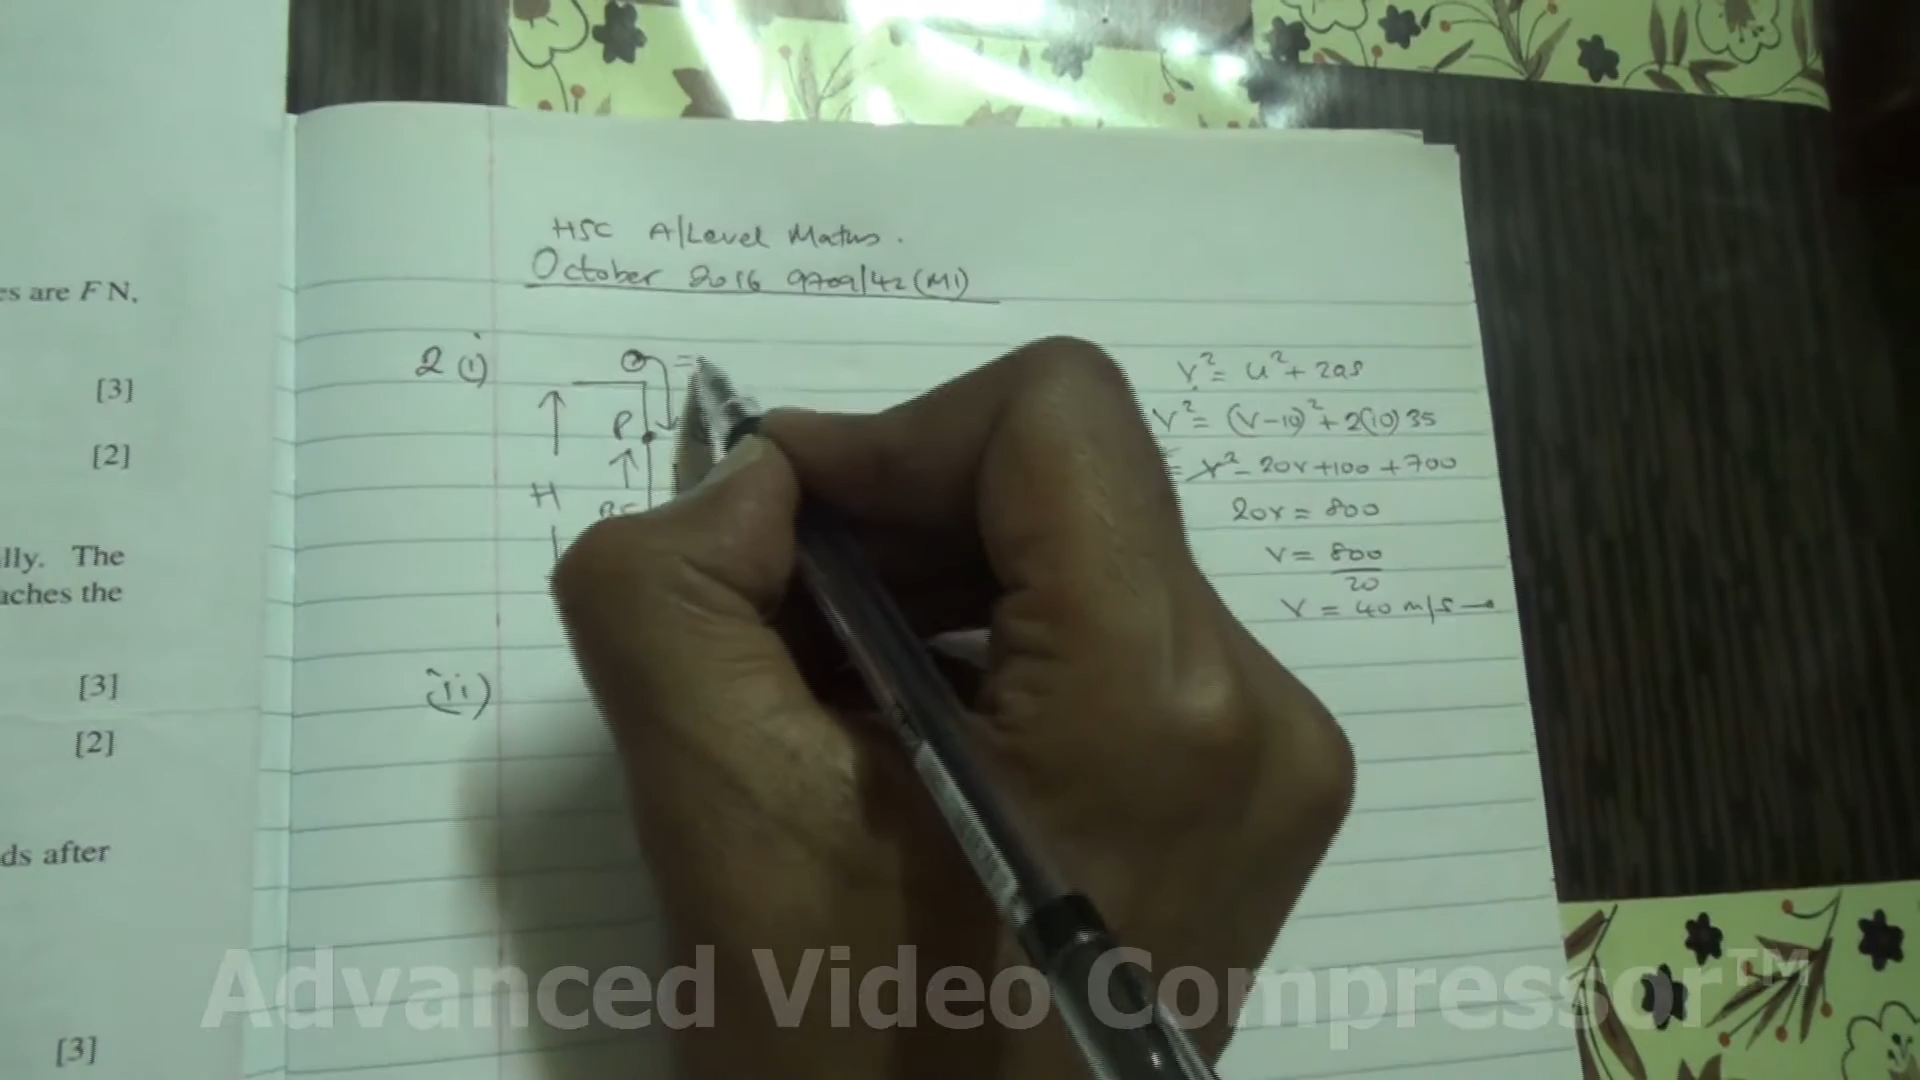 HSC A/Level Maths.
October 2016 9709/42 (M1)
es are F N,
[3]
[2]
lly. The
aches the
[3]
[2]
ds after
[3]
2 (i)
P
H
(ii)
V² = u² + 2as
V² = (V-10)² + 2(10)35
= V² - 20V + 100 + 700
20V = 800
V = 800
20
V = 40 m/s
Advanced Video Compressor™